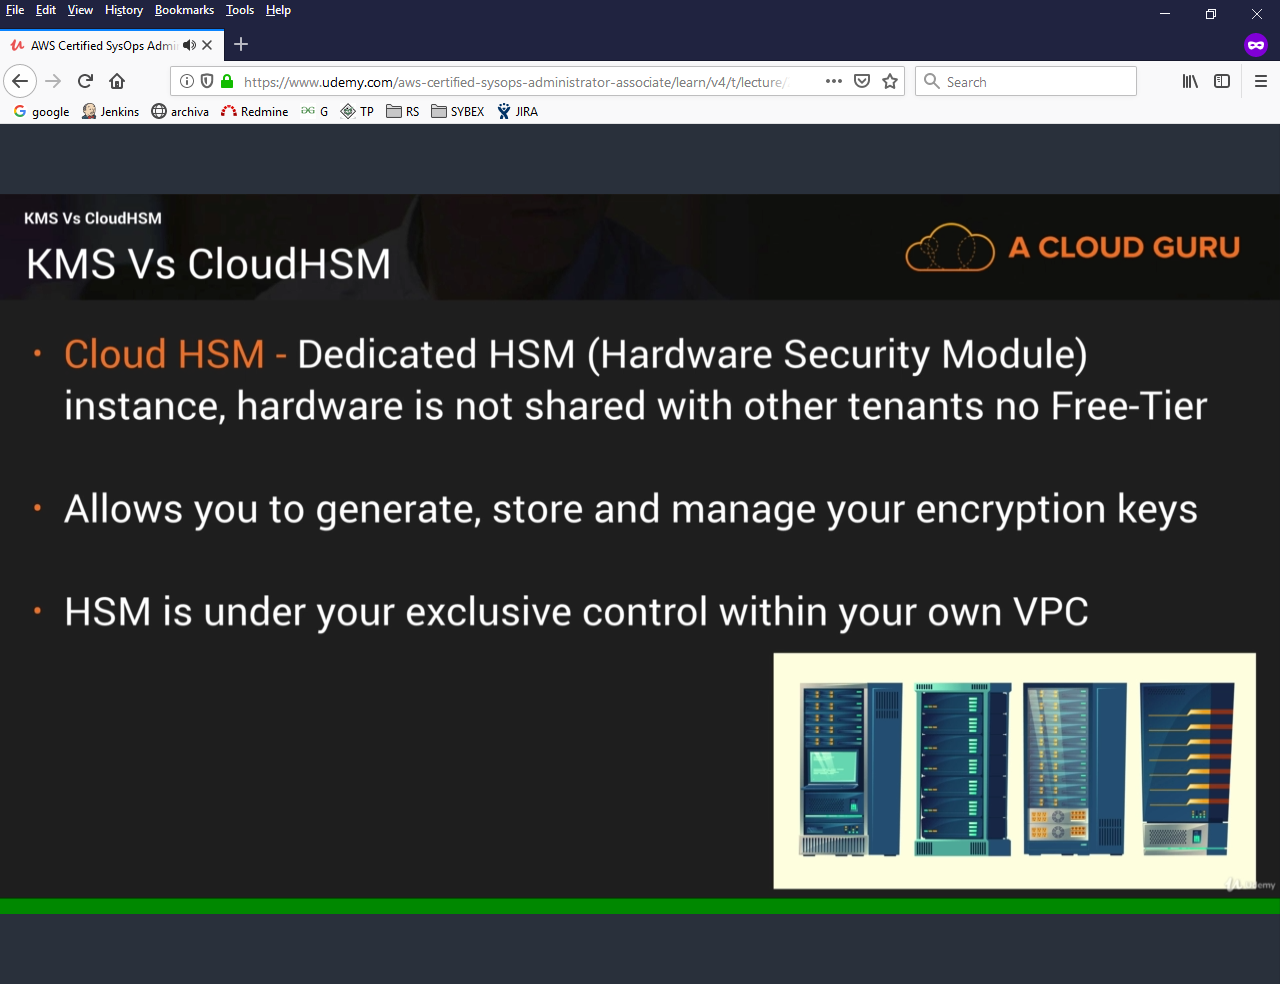 File Edit View History Bookmarks Tools Help
AWS Certified SysOps Admi
https://www.udemy.com/aws-certified-sysops-administrator-associate/learn/v4/t/lecture/
Search
google Jenkins archiva Redmine G TP RS SYBEX JIRA
KMS Vs CloudHSM
KMS Vs CloudHSM
A CLOUD GURU
• Cloud HSM - Dedicated HSM (Hardware Security Module)
instance, hardware is not shared with other tenants no Free-Tier
• Allows you to generate, store and manage your encryption keys
• HSM is under your exclusive control within your own VPC
Udemy